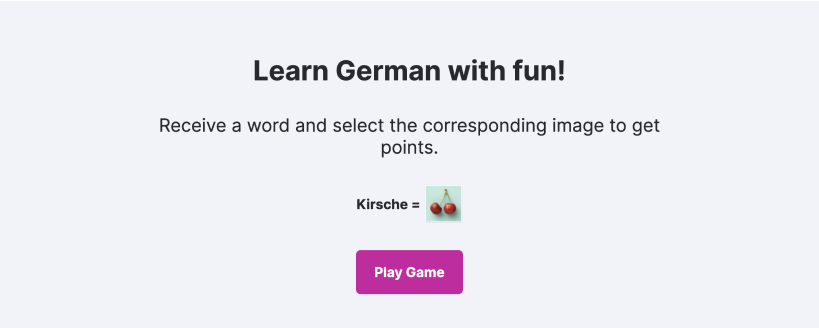 Learn German with fun!
Receive a word and select the corresponding image to get
points.
Kirsche =
Play Game